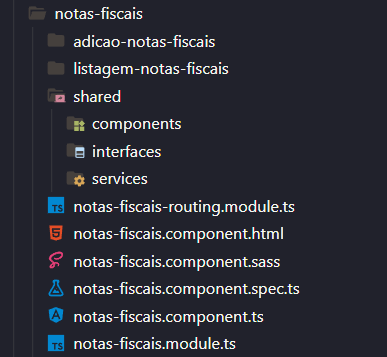 notas-fiscais
adicao-notas-fiscais
listagem-notas-fiscais
shared
components
interfaces
services
TS notas-fiscais-routing.module.ts
notas-fiscais.component.html
notas-fiscais.component.sass
notas-fiscais.component.spec.ts
notas-fiscais.component.ts
TS notas-fiscais.module.ts